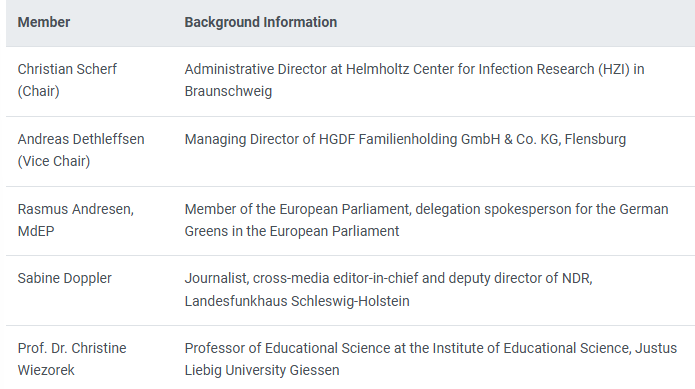 Member Background Information
Christian Scherf Administrative Director at Helmholtz Center for Infection Research (HZI) in
(Chair) Braunschweig
Andreas Dethleffsen Managing Director of HGDF Familienholding GmbH & Co. KG, Flensburg
(Vice Chair)
Rasmus Andresen, Member of the European Parliament, delegation spokesperson for the German
MdEP Greens in the European Parliament
Sabine Doppler Journalist, cross-media editor-in-chief and deputy director of NDR,
Landesfunkhaus Schleswig-Holstein
Prof. Dr. Christine Professor of Educational Science at the Institute of Educational Science, Justus
Wiezorek Liebig University Giessen